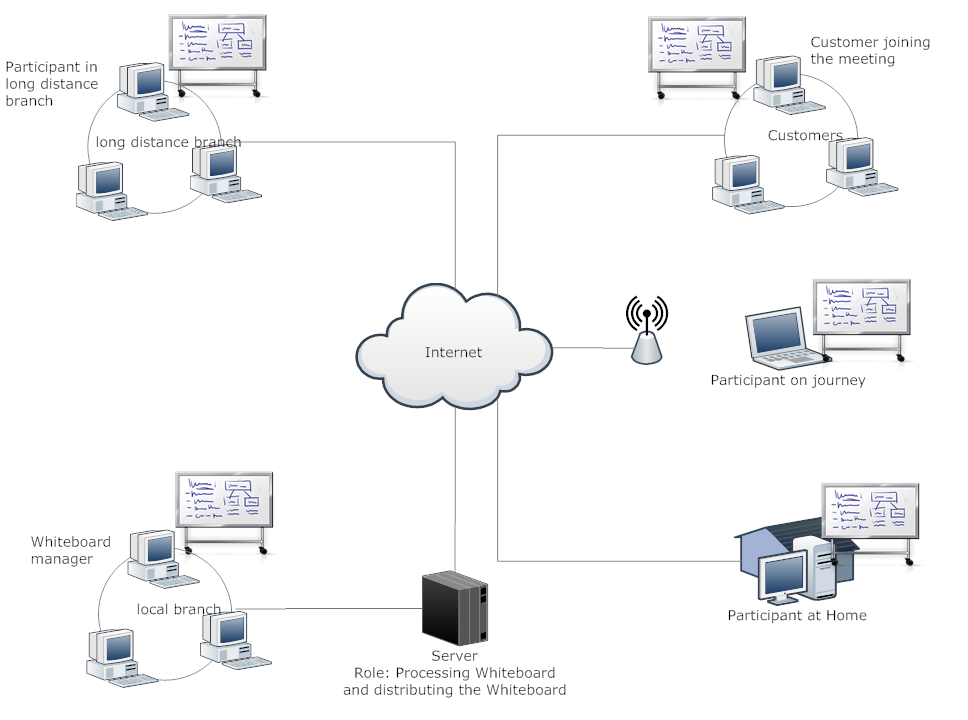 Participant in
long distance
branch
long distance branch
Customer joining
the meeting
Customers
Internet
Participant on journey
Whiteboard
manager
local branch
Participant at Home
Server
Role: Processing Whiteboard
and distributing the Whiteboard